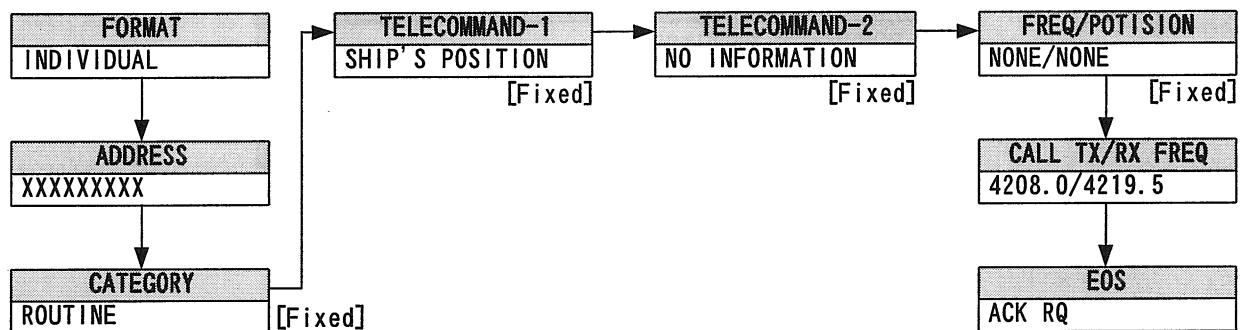 FORMAT
INDIVIDUAL
ADDRESS
XXXXXXXXX
CATEGORY
ROUTINE
[Fixed]
TELECOMMAND-1
SHIP'S POSITION
[Fixed]
TELECOMMAND-2
NO INFORMATION
[Fixed]
FREQ/POTISION
NONE/NONE
[Fixed]
CALL TX/RX FREQ
4208.0/4219.5
EOS
ACK RQ